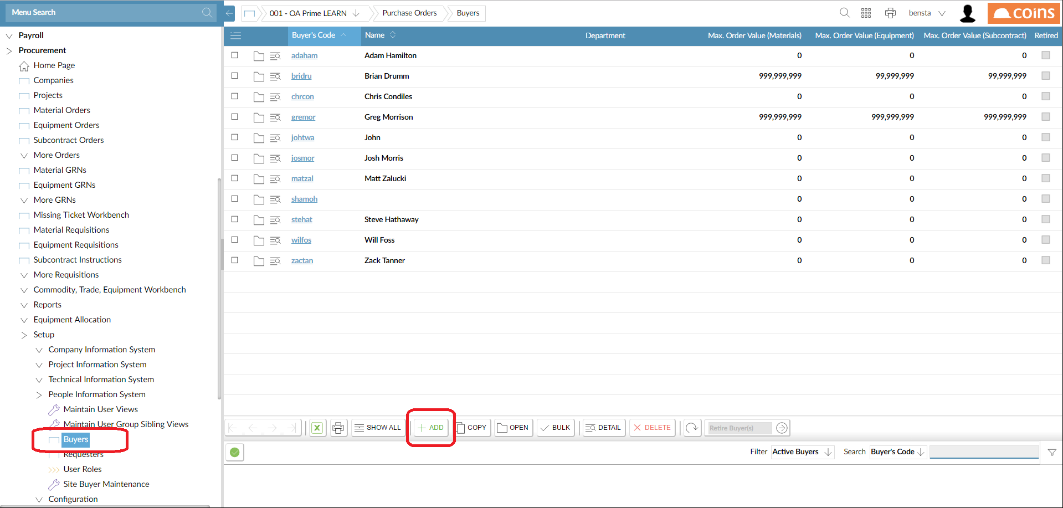 Menu Search
001 - QA Prime LEARN
Purchase Orders
Buyers
bensta
coins
Payroll
Procurement
Home Page
Companies
Projects
Material Orders
Equipment Orders
Subcontract Orders
More Orders
Material GRNs
Equipment GRNs
More GRNs
Missing Ticket Workbench
Material Requisitions
Equipment Requisitions
Subcontract Instructions
More Requisitions
Commodity, Trade, Equipment Workbench
Reports
Equipment Allocation
Setup
Company Information System
Project Information System
Technical Information System
People Information System
Maintain User Views
Maintain User Group Sibling Views
Buyers
Requesters
User Roles
Site Buyer Maintenance
Configuration
Buyer's Code Name Department Max. Order Value (Materials) Max. Order Value (Equipment) Max. Order Value (Subcontract) Retired
adaham Adam Hamilton 0 0 0
bridru Brian Drumm 999,999,999 99,999,999 99,999,999
chrcon Chris Condiles 0 0 0
gremor Greg Morrison 999,999,999 999,999,999 999,999,999
johtwa John 0 0 0
josmor Josh Morris 0 0 0
matzal Matt Zalucki 0 0 0
shamoh 0 0 0
stehat Steve Hathaway 0 0 0
wilfos Will Foss 0 0 0
zactan Zack Tanner 0 0 0
SHOW ALL ADD COPY OPEN BULK DETAIL DELETE Retire Buyer(s)
Filter Active Buyers Search Buyer's Code